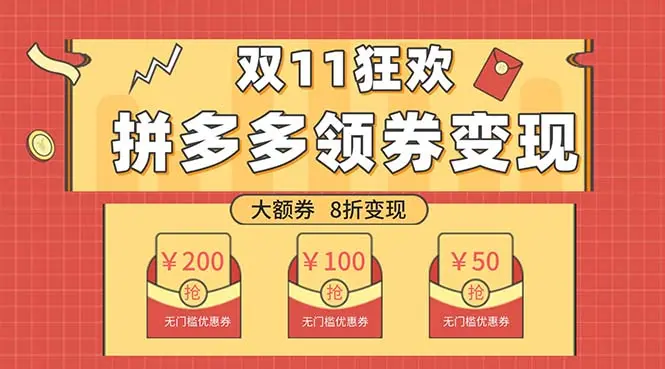 双11狂欢
拼多多领券变现
大额券 8折变现
￥200 ￥100 ￥50
抢 抢 抢
无门槛优惠券 无门槛优惠券 无门槛优惠券